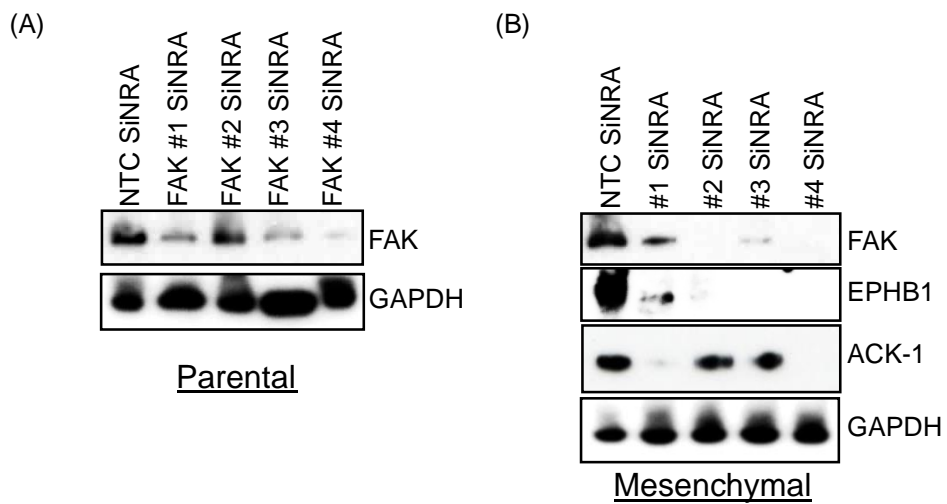 (A)
NTC SiNRA
FAK #1 SiNRA
FAK #2 SiNRA
FAK #3 SiNRA
FAK #4 SiNRA
FAK
GAPDH
Parental
(B)
NTC SiNRA
#1 SiNRA
#2 SiNRA
#3 SiNRA
#4 SiNRA
FAK
EPHB1
ACK-1
GAPDH
Mesenchymal